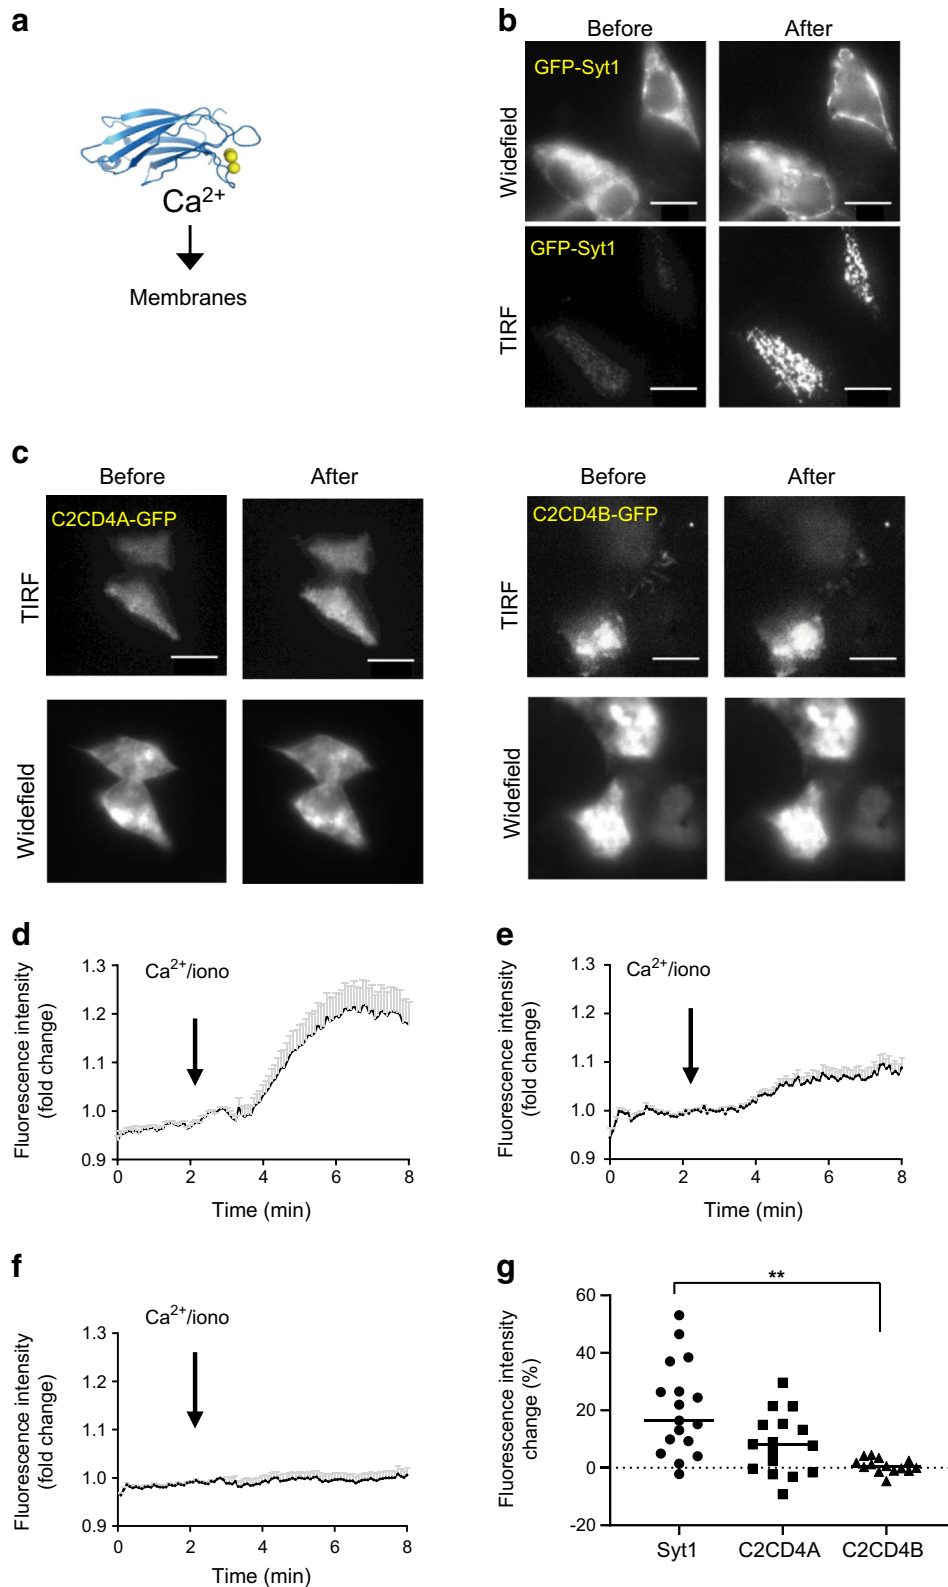 a
Ca²⁺
Membranes
b
Before
After
Widefield
GFP-Syt1
TIRF
GFP-Syt1
c
Before
After
TIRF
C2CD4A-GFP
Widefield
Before
After
TIRF
C2CD4B-GFP
Widefield
d
Fluorescence intensity
(fold change)
Ca²⁺/iono
1.3
1.2
1.1
1.0
0.9
0 2 4 6 8
Time (min)
e
Fluorescence intensity
(fold change)
Ca²⁺/iono
1.3
1.2
1.1
1.0
0.9
0 2 4 6 8
Time (min)
f
Fluorescence intensity
(fold change)
Ca²⁺/iono
1.3
1.2
1.1
1.0
0.9
0 2 4 6 8
Time (min)
g
Fluorescence intensity
change (%)
**
60
40
20
0
-20
Syt1 C2CD4A C2CD4B